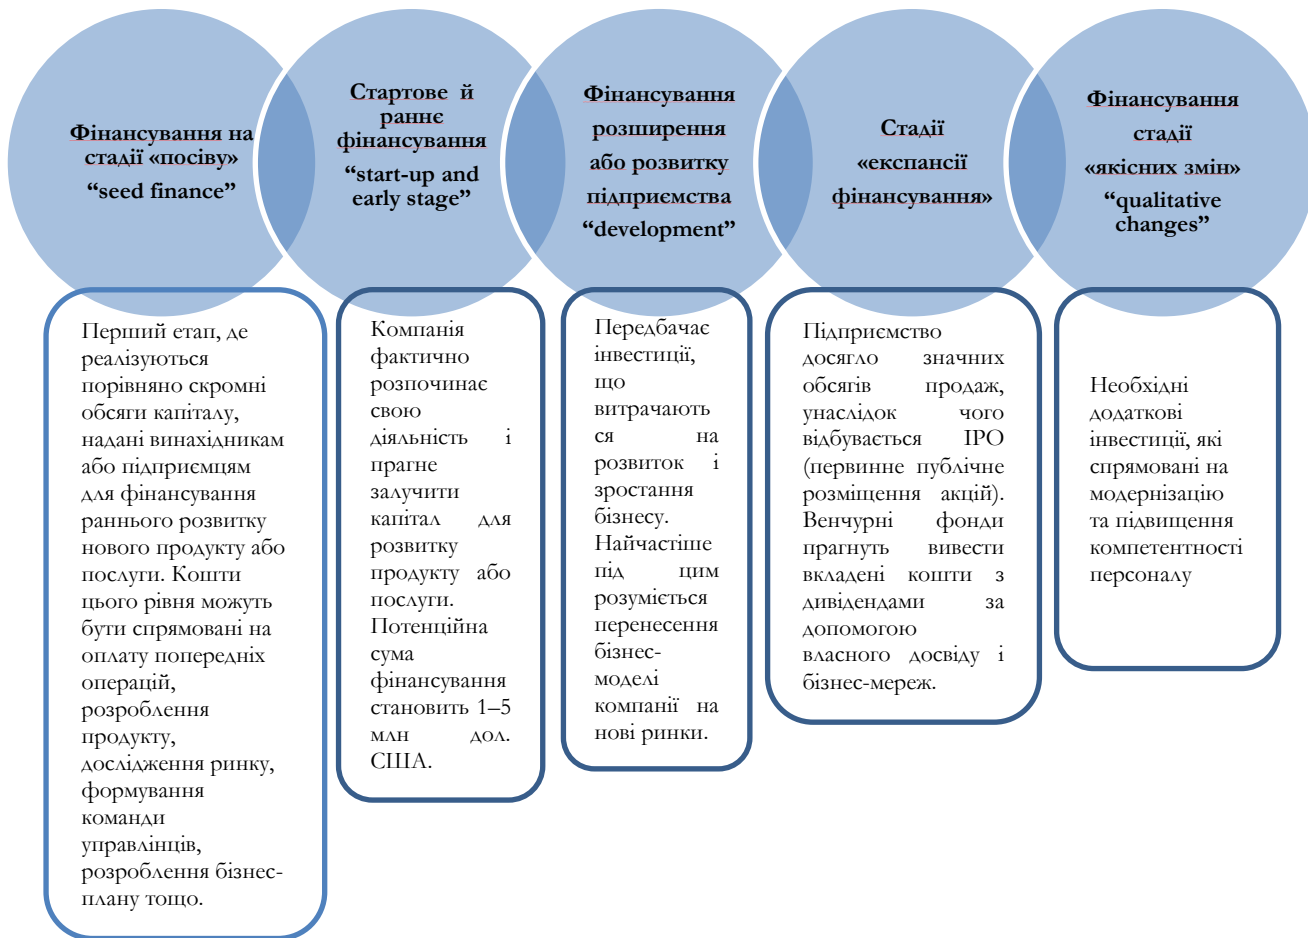 Фінансування на
стадії «посіву»
“seed finance”
Стартове й
раннє
фінансування
“start-up and
early stage”
Фінансування
розширення
або розвитку
підприємства
“development”
Стадії
«експансії
фінансування»
Фінансування
стадії
«якісних змін»
“qualitative
changes”
Перший етап, де
реалізуються
порівняно скромні
обсяги капіталу,
надані винахідникам
або підприємцям
для фінансування
раннього розвитку
нового продукту або
послуги. Кошти
цього рівня можуть
бути спрямовані на
оплату попередніх
операцій,
розроблення
продукту,
дослідження ринку,
формування
команди
управлінців,
розроблення бізнес-
плану тощо.
Компанія
фактично
розпочинає
свою
діяльність і
прагне
залучити
капітал для
розвитку
продукту або
послуги.
Потенційна
сума
фінансування
становить 1–5
млн дол.
США.
Передбачає
інвестиції,
що
витрачають
ся на
розвиток і
зростання
бізнесу.
Найчастіше
під цим
розуміється
перенесення
бізнес-
моделі
компанії на
нові ринки.
Підприємство
досягло значних
обсягів продаж,
унаслідок чого
відбувається IPO
(первинне публічне
розміщення акцій).
Венчурні фонди
прагнуть вивести
вкладені кошти з
дивідендами за
допомогою
власного досвіду і
бізнес-мереж.
Необхідні
додаткові
інвестиції, які
спрямовані на
модернізацію
та підвищення
компетентності
персоналу